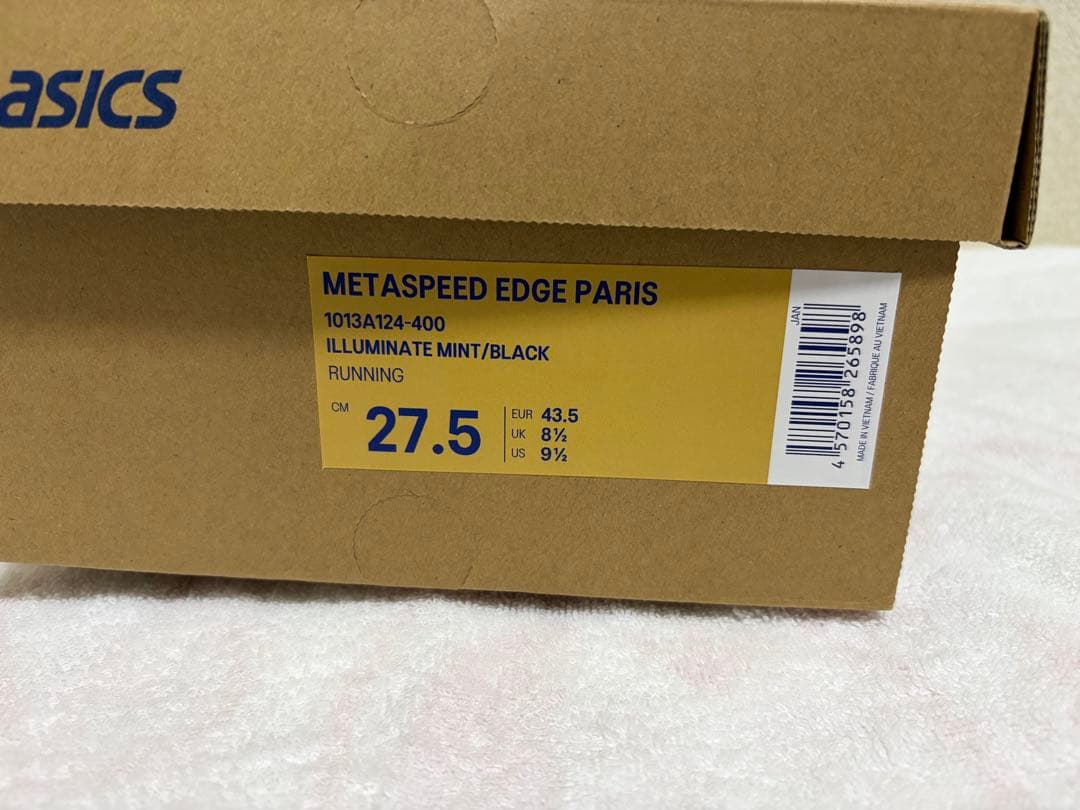 asics
METASPEED EDGE PARIS
1013A124-400
ILLUMINATE MINT/BLACK
RUNNING
CM 27.5
EUR 43.5
UK 8½
US 9½
JAN
4 570158 265898
MADE IN VIETNAM / FABRIQUE AU VIETNAM